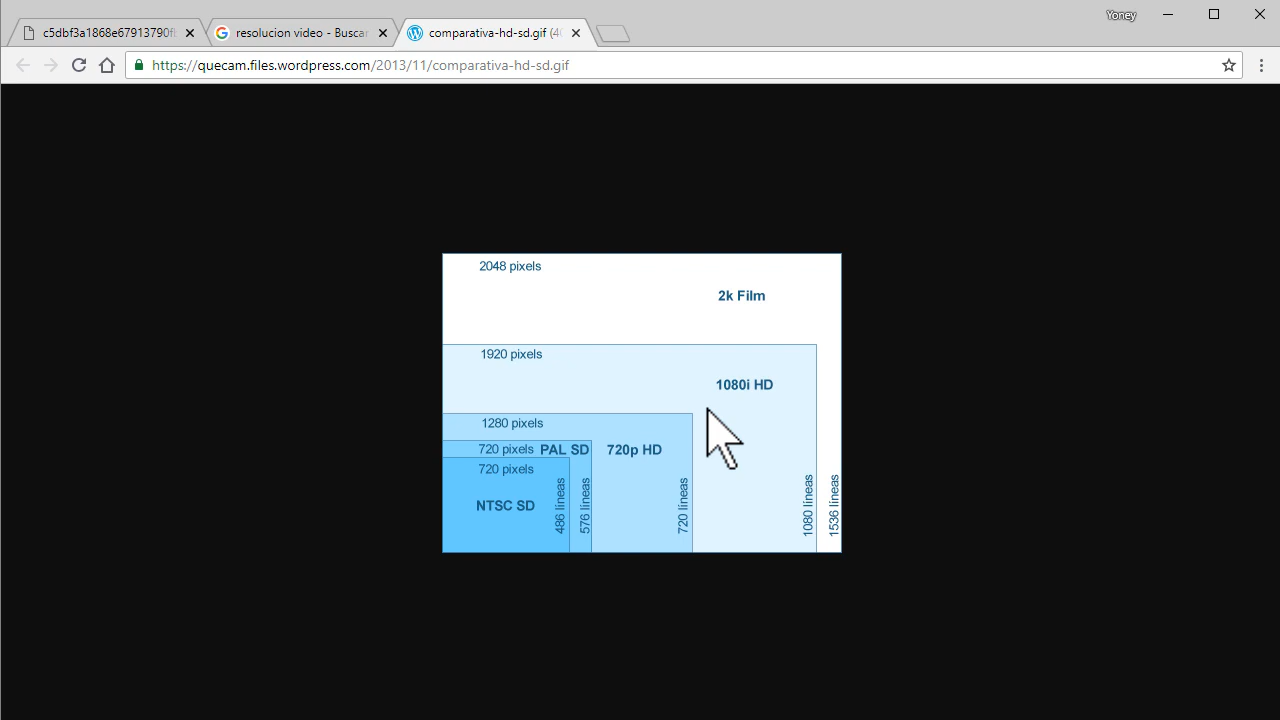 Yoney
c5dbf3a1868e67913790f
resolucion video - Buscar
comparativa-hd-sd.gif (40
https://quecam.files.wordpress.com/2013/11/comparativa-hd-sd.gif
2048 pixels
2k Film
1920 pixels
1080i HD
1280 pixels
720 pixels PAL SD 720p HD
720 pixels
NTSC SD
486 lineas
576 lineas
720 lineas
1080 lineas
1536 lineas